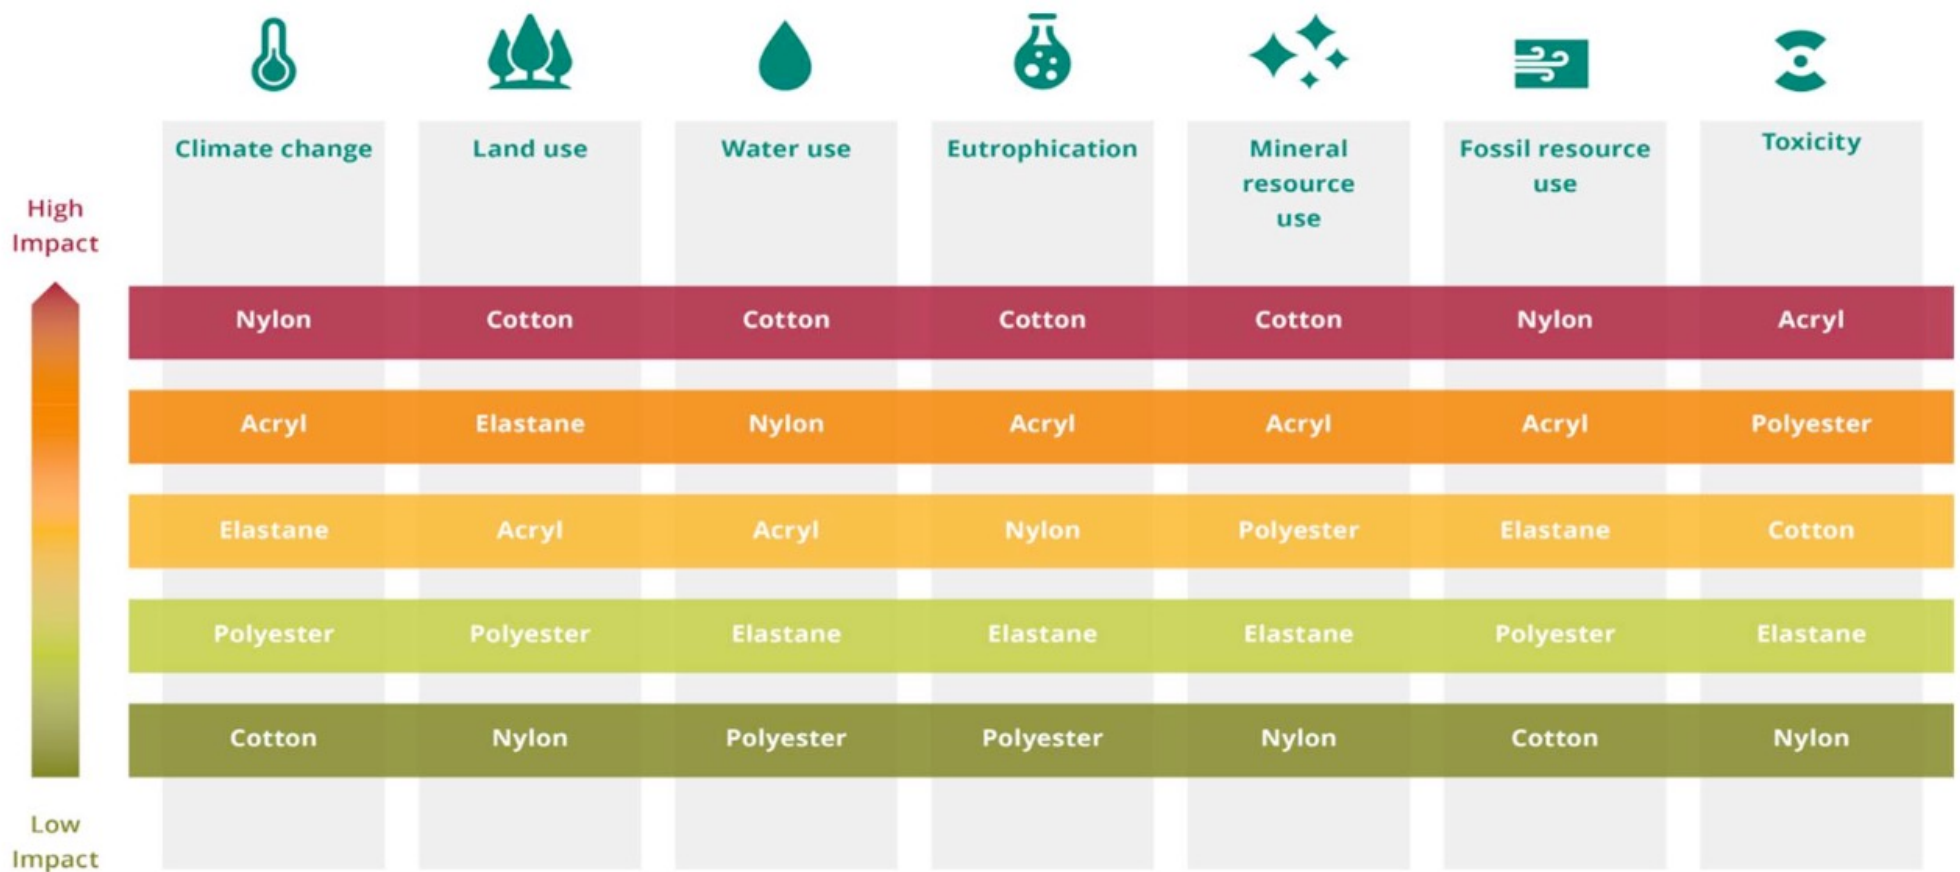 Climate change
Land use
Water use
Eutrophication
Mineral
resource
use
Fossil resource
use
Toxicity
High
Impact
Nylon Cotton Cotton Cotton Cotton Nylon Acryl
Acryl Elastane Nylon Acryl Acryl Acryl Polyester
Elastane Acryl Acryl Nylon Polyester Elastane Cotton
Polyester Polyester Elastane Elastane Elastane Polyester Elastane
Cotton Nylon Polyester Polyester Nylon Cotton Nylon
Low
Impact